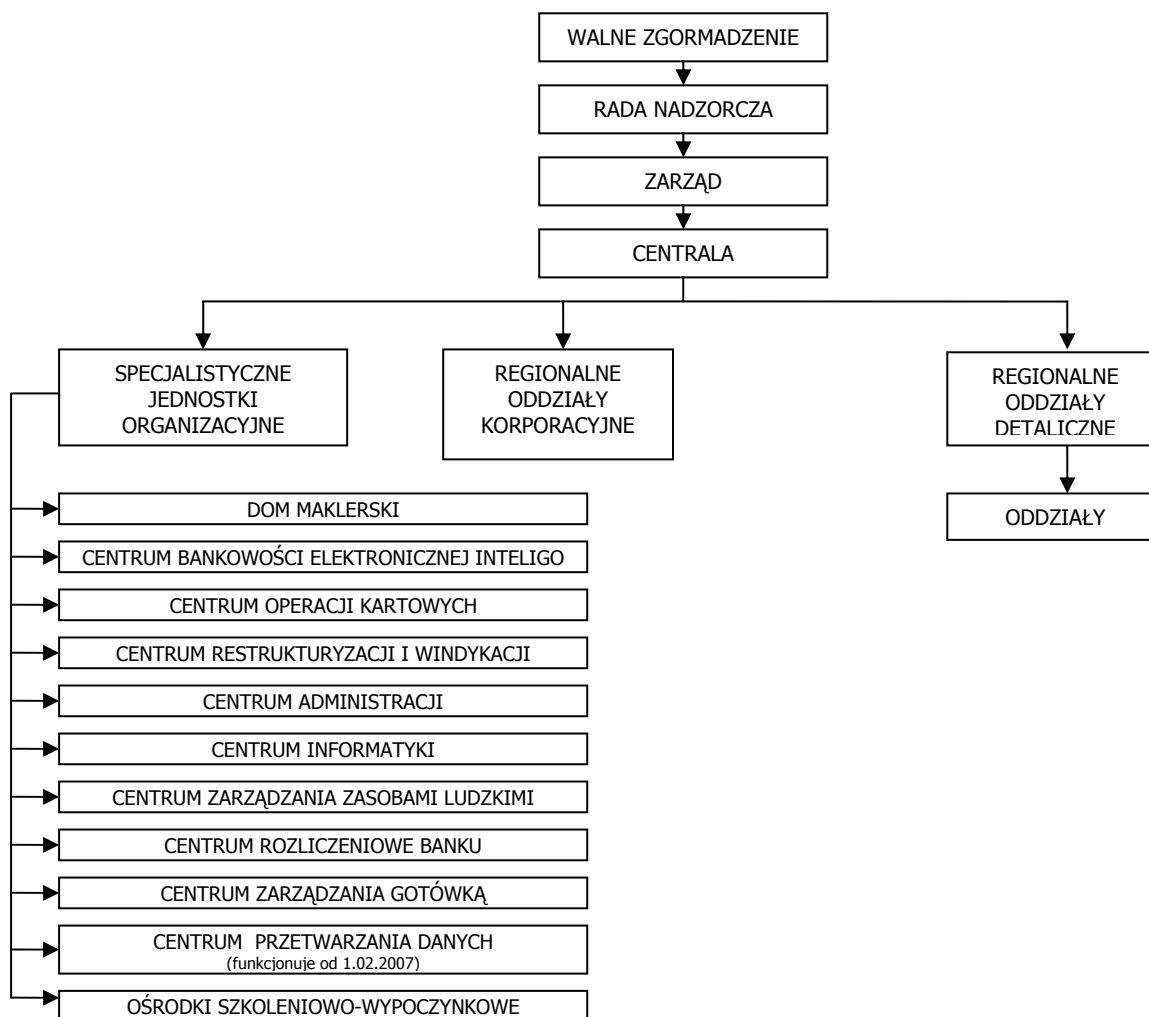 WALNE ZGORMADZENIE
RADA NADZORCZA
ZARZĄD
CENTRALA
SPECJALISTYCZNE
JEDNOSTKI
ORGANIZACYJNE
REGIONALNE
ODDZIAŁY
KORPORACYJNE
REGIONALNE
ODDZIAŁY
DETALICZNE
ODDZIAŁY
DOM MAKLERSKI
CENTRUM BANKOWOŚCI ELEKTRONICZNEJ INTELIGO
CENTRUM OPERACJI KARTOWYCH
CENTRUM RESTRUKTURYZACJI I WINDYKACJI
CENTRUM ADMINISTRACJI
CENTRUM INFORMATYKI
CENTRUM ZARZĄDZANIA ZASOBAMI LUDZKIMI
CENTRUM ROZLICZENIOWE BANKU
CENTRUM ZARZĄDZANIA GOTÓWKĄ
CENTRUM PRZETWARZANIA DANYCH
(funkcjonuje od 1.02.2007)
OŚRODKI SZKOLENIOWO-WYPOCZYNKOWE